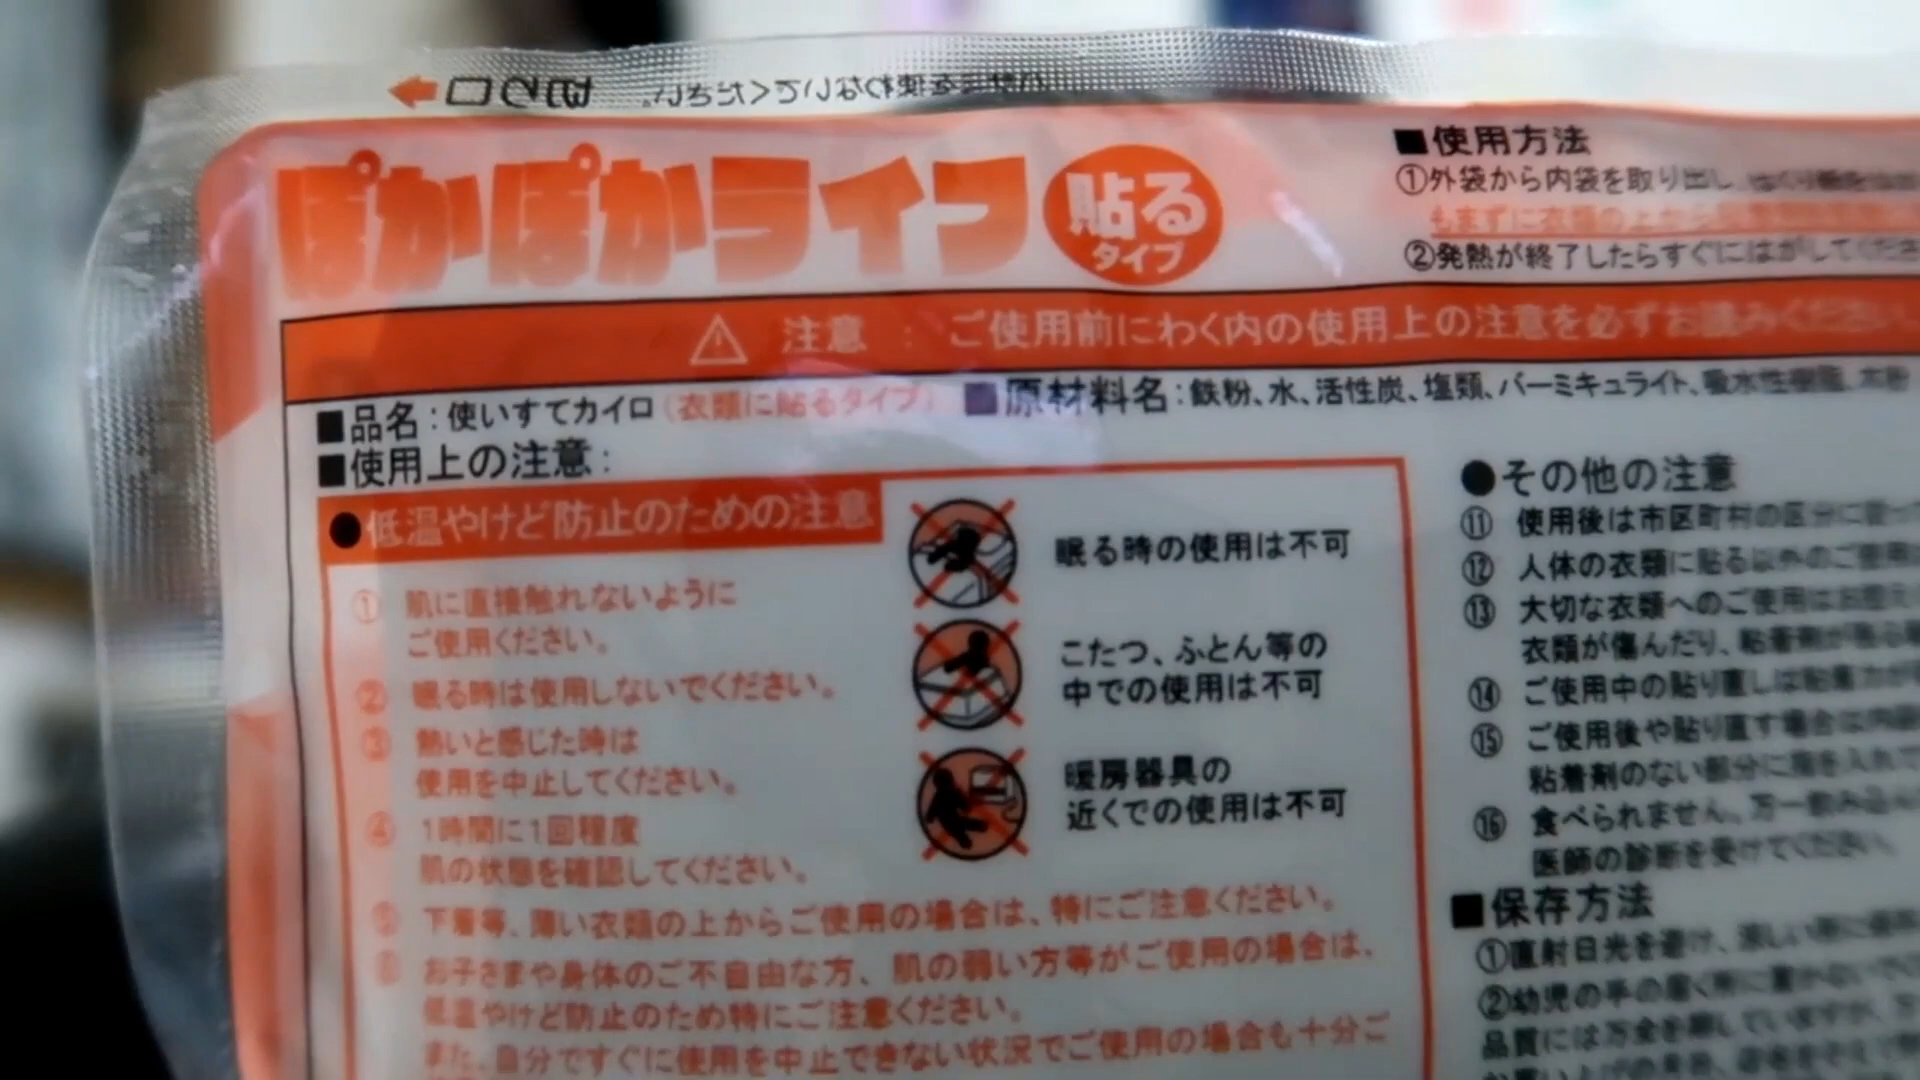 ぽかぽかライフ
貼る
タイプ
■使用方法
①外袋から内袋を取り出し、
②発熱が終了したらすぐにはがしてくださ
注意 : ご使用前にわく内の使用上の注意を必ずお読みください
■品名:使いすてカイロ(衣類に貼るタイプ)
■原材料名:鉄粉、水、活性炭、塩類、バーミキュライト、吸水性樹脂、木粉
■使用上の注意:
●低温やけど防止のための注意
① 肌に直接触れないように
ご使用ください。
② 眠る時は使用しないでください。
③ 熱いと感じた時は
使用を中止してください。
④ 1時間に1回程度
肌の状態を確認してください。
⑤ 下着等、薄い衣類の上からご使用の場合は、特にご注意ください。
⑥ お子さまや身体のご不自由な方、肌の弱い方等がご使用の場合は、
低温やけど防止のため特にご注意ください。
また、自分ですぐに使用を中止できない状況でご使用の場合も十分ご
眠る時の使用は不可
こたつ、ふとん等の
中での使用は不可
暖房器具の
近くでの使用は不可
●その他の注意
⑪ 使用後は市区町村の区分に
⑫ 人体の衣類に貼る以外のご使用
⑬ 大切な衣類へのご使用は
衣類が傷んだり、粘着剤が残る
⑭ ご使用中の貼り直しは粘着力が
⑮ ご使用後や貼り直す場合は
粘着剤のない部分に指を入れて
⑯ 食べられません。万一飲み込ん
医師の診断を受けてください。
■保存方法
①直射日光を避け、涼しい所に
②幼児の手の届く所に置かない
品質には万全を期していますが、